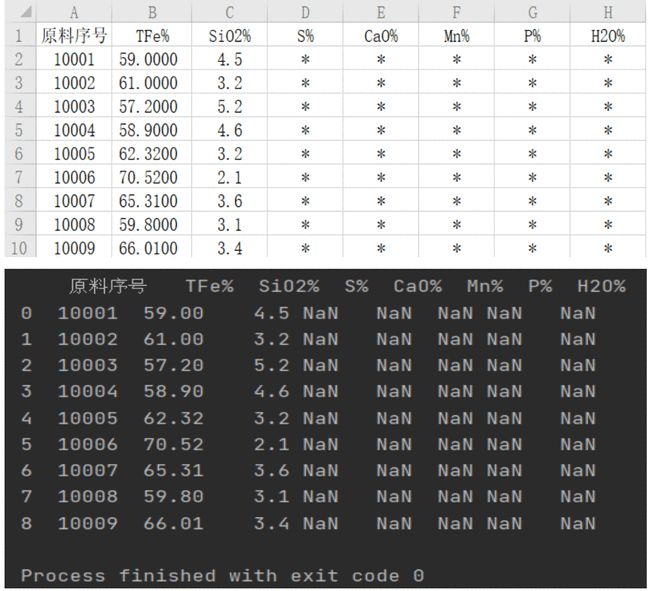 A B C D E F G H
1 原料序号 TFe% SiO2% S% CaO% Mn% P% H2O%
2 10001 59.0000 4.5 * * * * *
3 10002 61.0000 3.2 * * * * *
4 10003 57.2000 5.2 * * * * *
5 10004 58.9000 4.6 * * * * *
6 10005 62.3200 3.2 * * * * *
7 10006 70.5200 2.1 * * * * *
8 10007 65.3100 3.6 * * * * *
9 10008 59.8000 3.1 * * * * *
10 10009 66.0100 3.4 * * * * *
原料序号 TFe% SiO2% S% CaO% Mn% P% H2O%
0 10001 59.00 4.5 NaN NaN NaN NaN NaN
1 10002 61.00 3.2 NaN NaN NaN NaN NaN
2 10003 57.20 5.2 NaN NaN NaN NaN NaN
3 10004 58.90 4.6 NaN NaN NaN NaN NaN
4 10005 62.32 3.2 NaN NaN NaN NaN NaN
5 10006 70.52 2.1 NaN NaN NaN NaN NaN
6 10007 65.31 3.6 NaN NaN NaN NaN NaN
7 10008 59.80 3.1 NaN NaN NaN NaN NaN
8 10009 66.01 3.4 NaN NaN NaN NaN NaN
Process finished with exit code 0